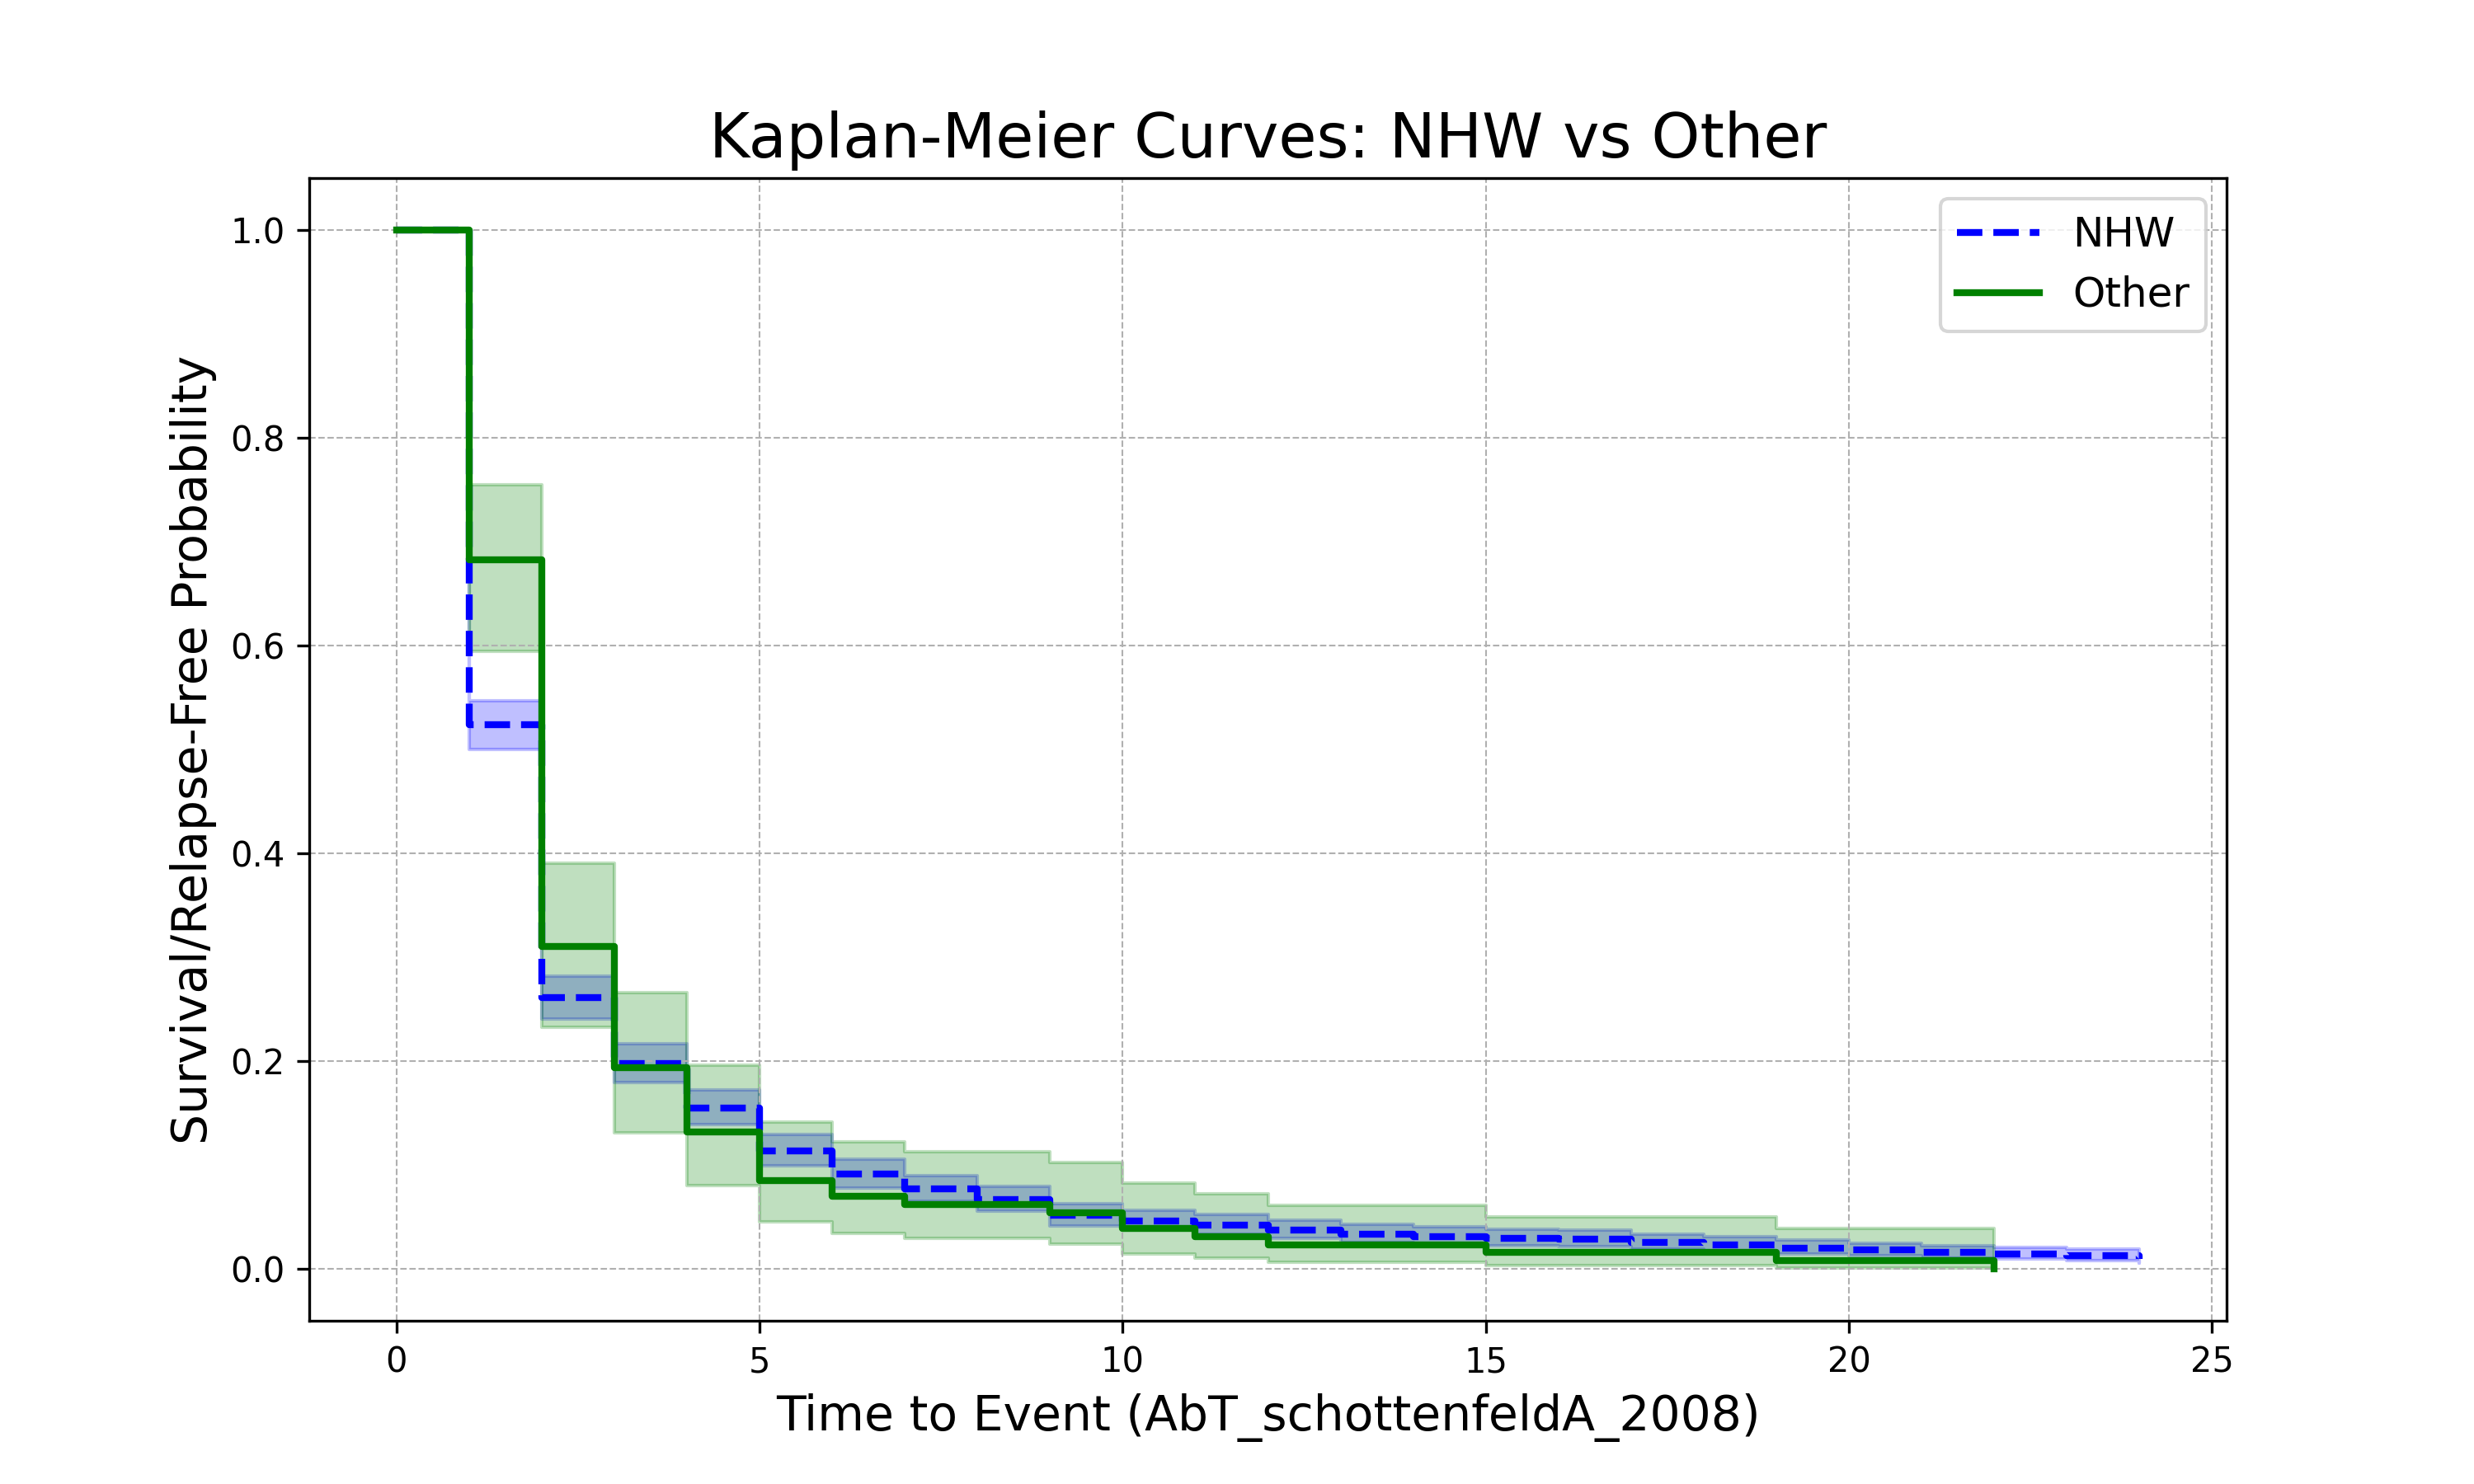 Kaplan-Meier Curves: NHW vs Other
NHW
Other
Survival/Relapse-Free Probability
1.0
0.8
0.6
0.4
0.2
0.0
0 5 10 15 20 25
Time to Event (AbT_schottenfeldA_2008)